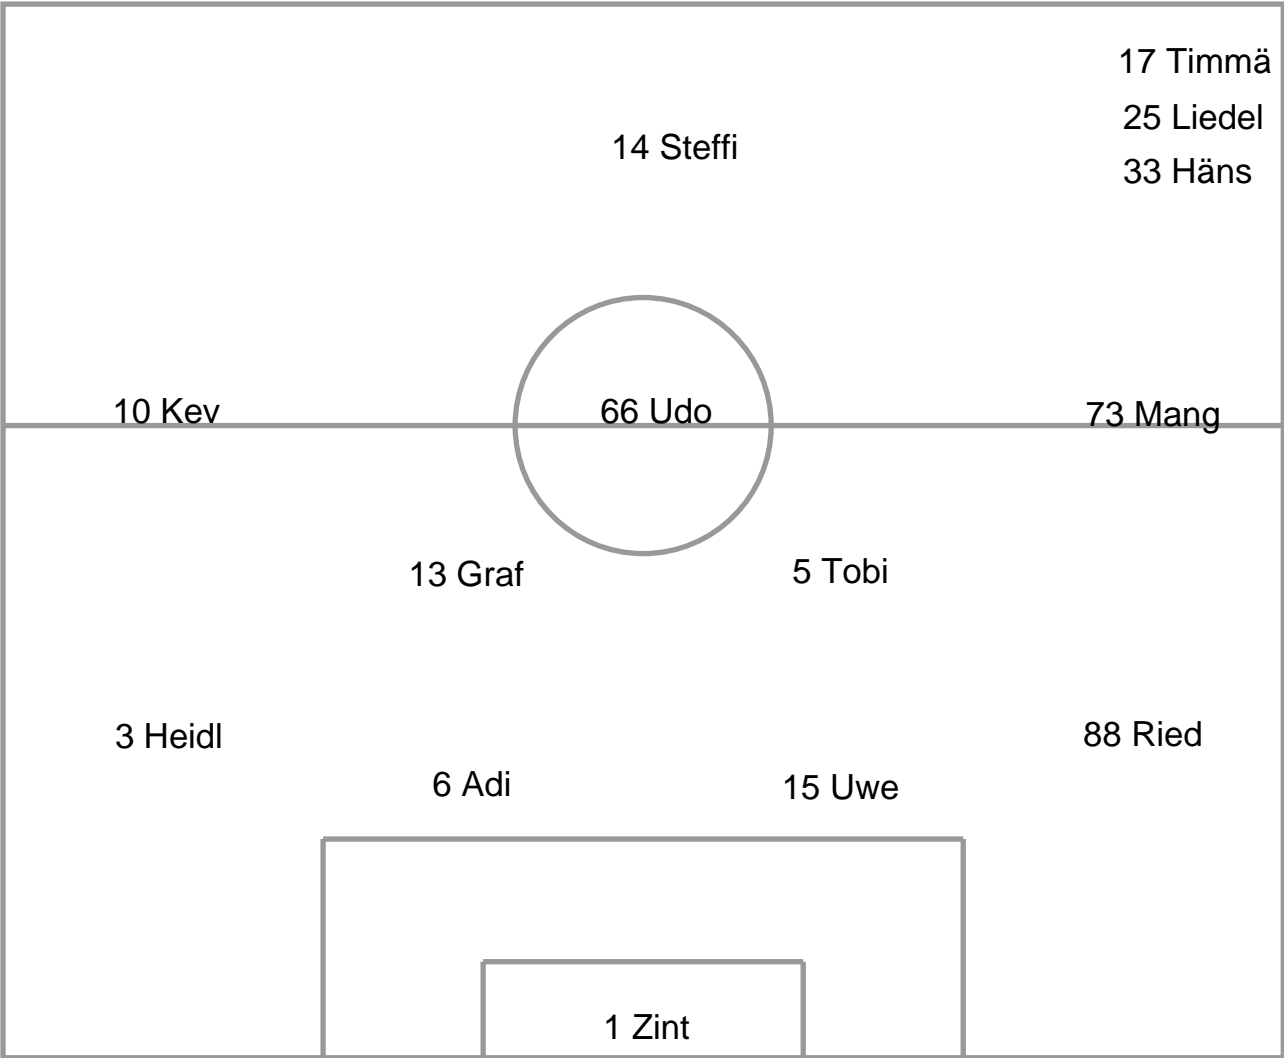 17 Timmä
25 Liedel
14 Steffi
33 Häns
10 Kev
66 Udo
73 Mang
13 Graf
5 Tobi
3 Heidl
88 Ried
6 Adi
15 Uwe
1 Zint